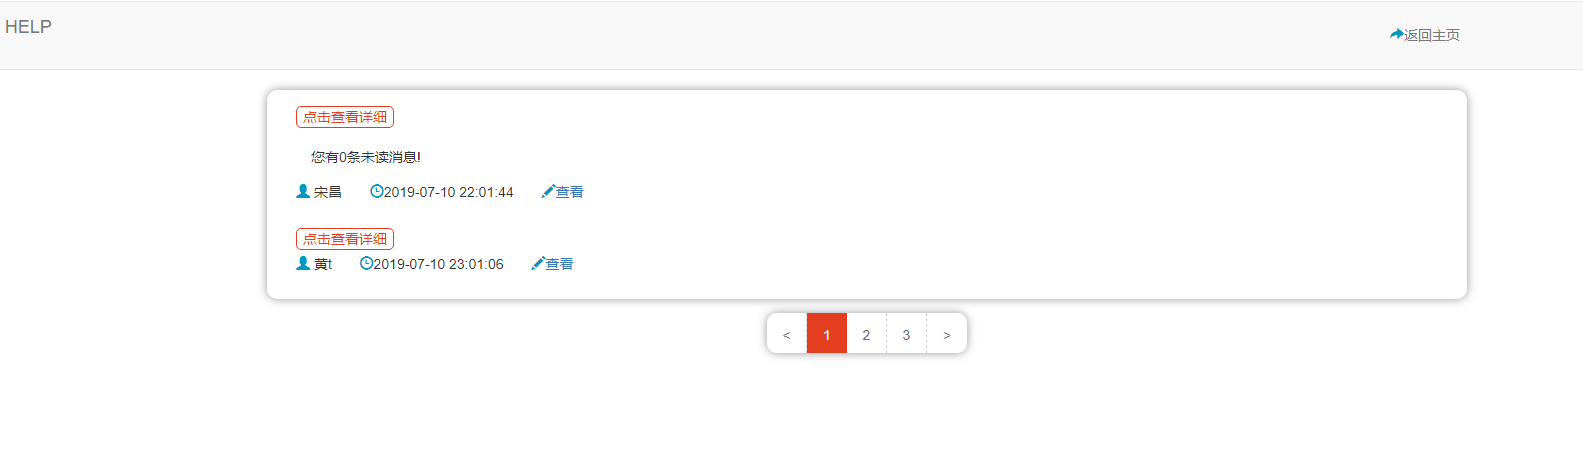 HELP
返回主页
点击查看详细
您有0条未读消息!
宋昌 2019-07-10 22:01:44 查看
点击查看详细
黄t 2019-07-10 23:01:06 查看
< 1 2 3 >